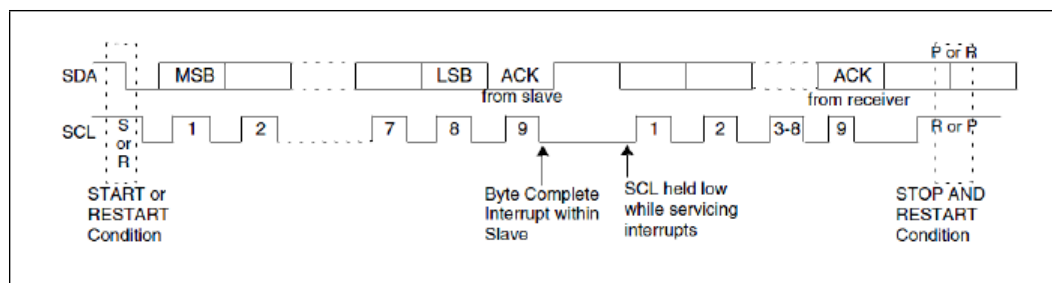 P or R
SDA MSB LSB ACK ACK
from slave from receiver
SCL S or R 1 2 7 8 9 1 2 3-8 9 R or P
START or
RESTART
Condition
Byte Complete
Interrupt within
Slave
SCL held low
while servicing
interrupts
STOP AND
RESTART
Condition